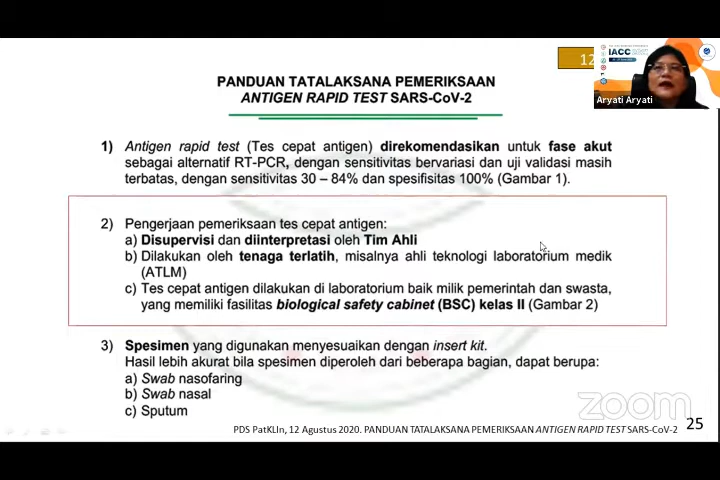 12
iACC
Aryati Aryati
PANDUAN TATALAKSANA PEMERIKSAAN
ANTIGEN RAPID TEST SARS-CoV-2
1) Antigen rapid test (Tes cepat antigen) direkomendasikan untuk fase akut
sebagai alternatif RT-PCR, dengan sensitivitas bervariasi dan uji validasi masih
terbatas, dengan sensitivitas 30 – 84% dan spesifisitas 100% (Gambar 1).
2) Pengerjaan pemeriksaan tes cepat antigen:
a) Disupervisi dan diinterpretasi oleh Tim Ahli
b) Dilakukan oleh tenaga terlatih, misalnya ahli teknologi laboratorium medik
(ATLM)
c) Tes cepat antigen dilakukan di laboratorium baik milik pemerintah dan swasta,
yang memiliki fasilitas biological safety cabinet (BSC) kelas II (Gambar 2)
3) Spesimen yang digunakan menyesuaikan dengan insert kit.
Hasil lebih akurat bila spesimen diperoleh dari beberapa bagian, dapat berupa:
a) Swab nasofaring
b) Swab nasal
c) Sputum
zoom
PDS PatKLIn, 12 Agustus 2020. PANDUAN TATALAKSANA PEMERIKSAAN ANTIGEN RAPID TEST SARS-CoV-2
25